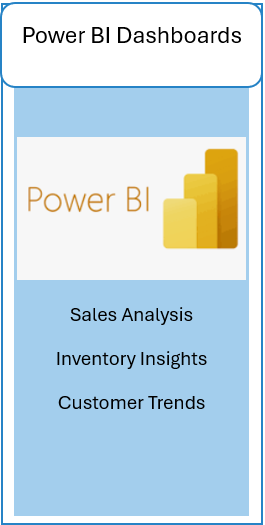 Power BI Dashboards
Power BI
Sales Analysis
Inventory Insights
Customer Trends